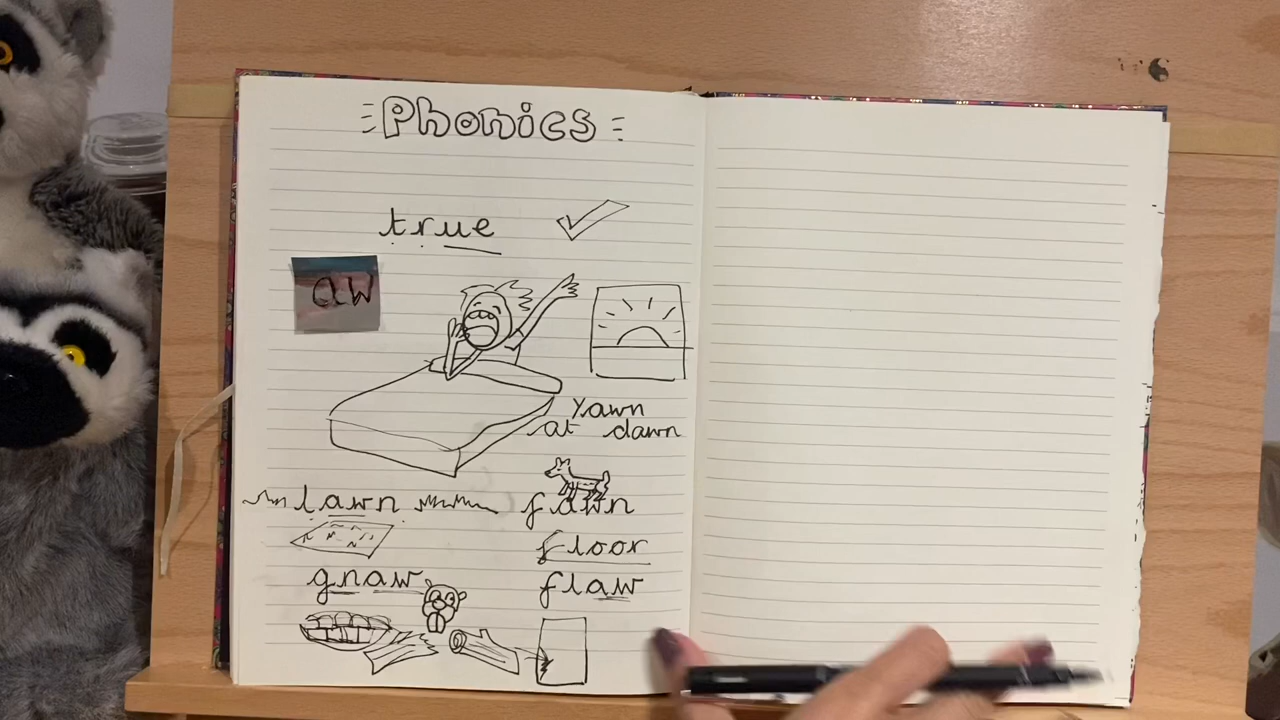 Phonics
true
aw
Yawn
at dawn
lawn
fawn
floor
gnaw
flaw